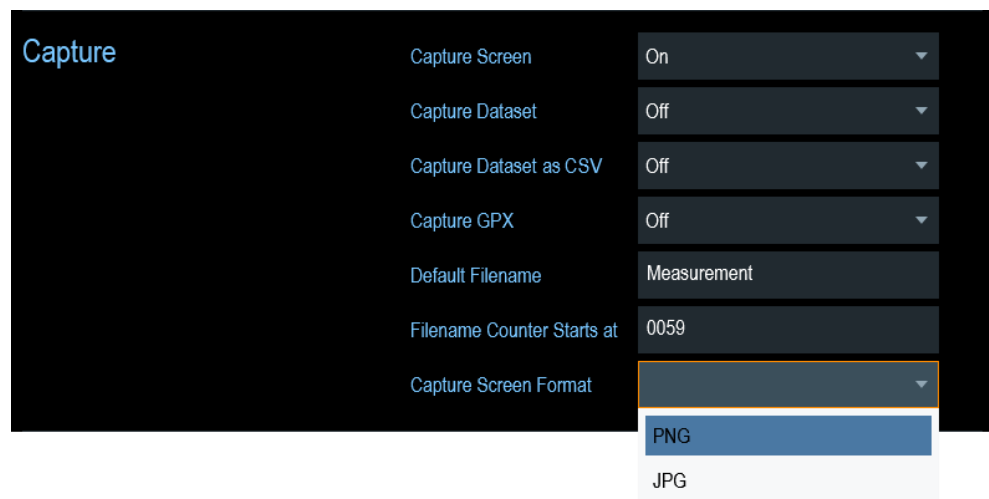 Capture
Capture Screen On
Capture Dataset Off
Capture Dataset as CSV Off
Capture GPX Off
Default Filename Measurement
Filename Counter Starts at 0059
Capture Screen Format
PNG
JPG